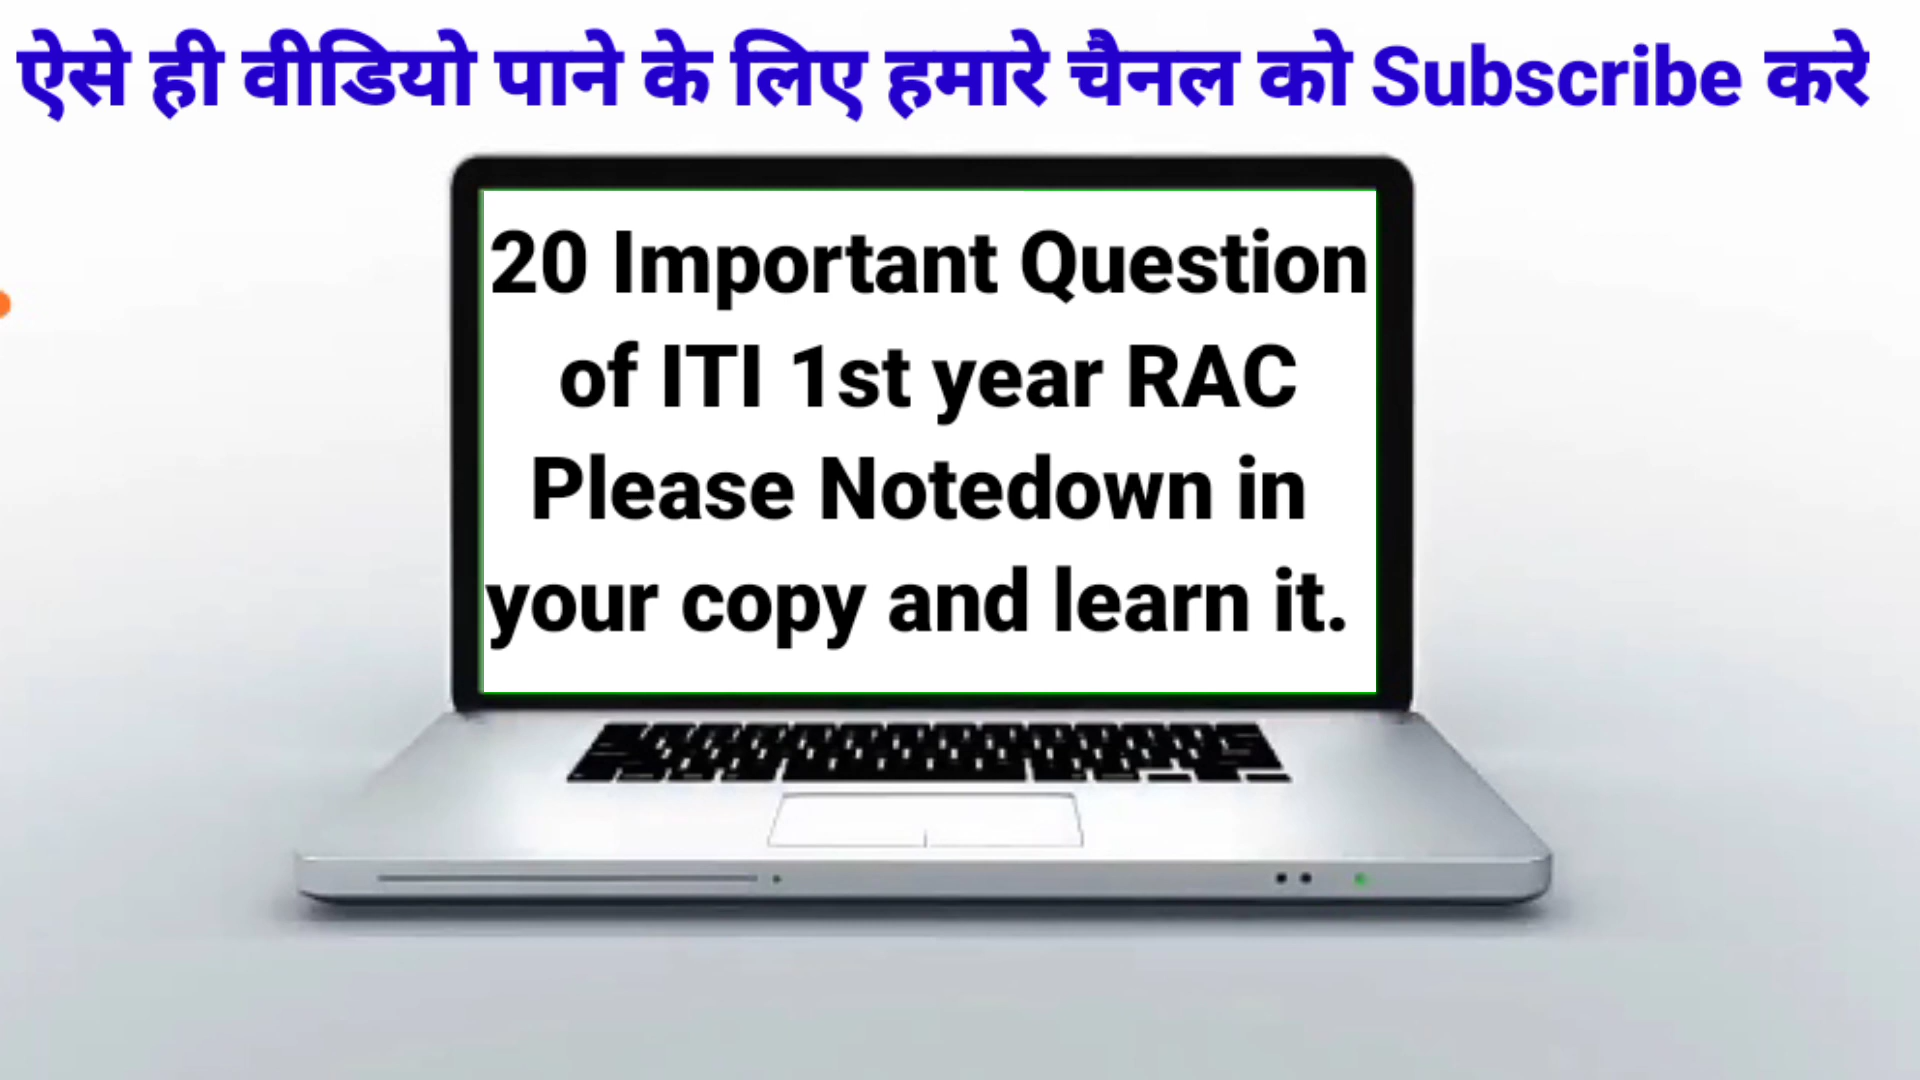 ऐसे ही वीडियो पाने के लिए हमारे चैनल को Subscribe करे
20 Important Question
of ITI 1st year RAC
Please Notedown in
your copy and learn it.